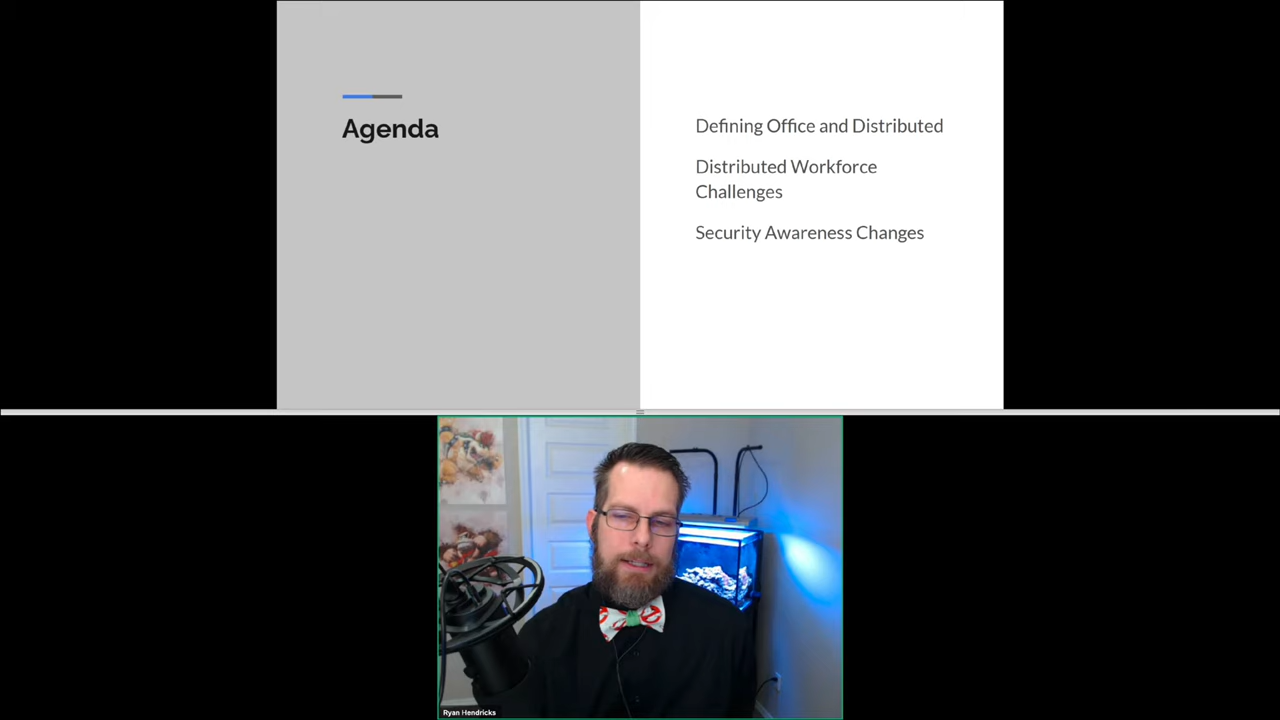 Agenda
Defining Office and Distributed
Distributed Workforce
Challenges
Security Awareness Changes
Ryan Hendricks